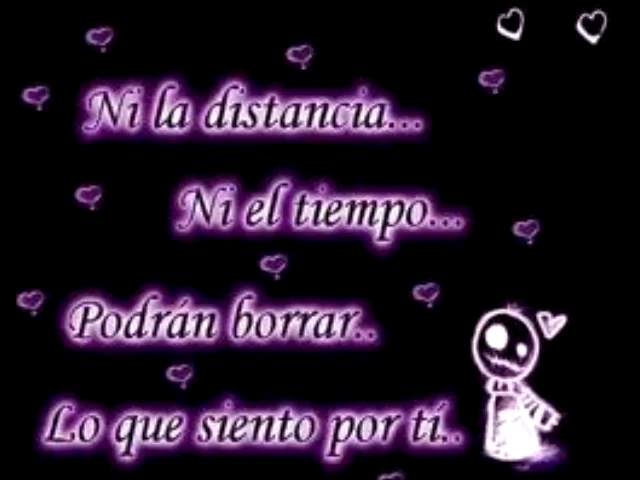 Ni la distancia...
Ni el tiempo...
Podrán borrar..
Lo que siento por tí..